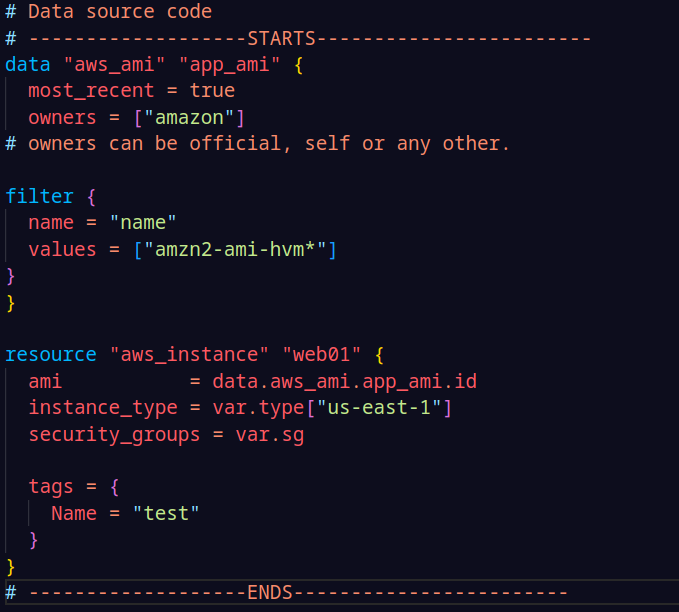 # Data source code
# -------------------STARTS------------------------
data "aws_ami" "app_ami" {
  most_recent = true
  owners = ["amazon"]
# owners can be official, self or any other.

filter {
  name = "name"
  values = ["amzn2-ami-hvm*"]
}
}

resource "aws_instance" "web01" {
  ami           = data.aws_ami.app_ami.id
  instance_type = var.type["us-east-1"]
  security_groups = var.sg

  tags = {
    Name = "test"
  }
}
# -------------------ENDS------------------------